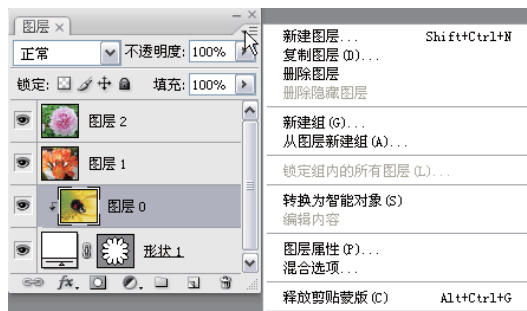 图层 ×
正常 不透明度: 100%
锁定: 填充: 100%
图层 2
图层 1
图层 0
形状 1
fx.
新建图层... Shift+Ctrl+N
复制图层(D)...
删除图层
删除隐藏图层
新建组(G)...
从图层新建组(A)...
锁定组内的所有图层(L)...
转换为智能对象(S)
编辑内容
图层属性(P)...
混合选项...
释放剪贴蒙版(C) Alt+Ctrl+G